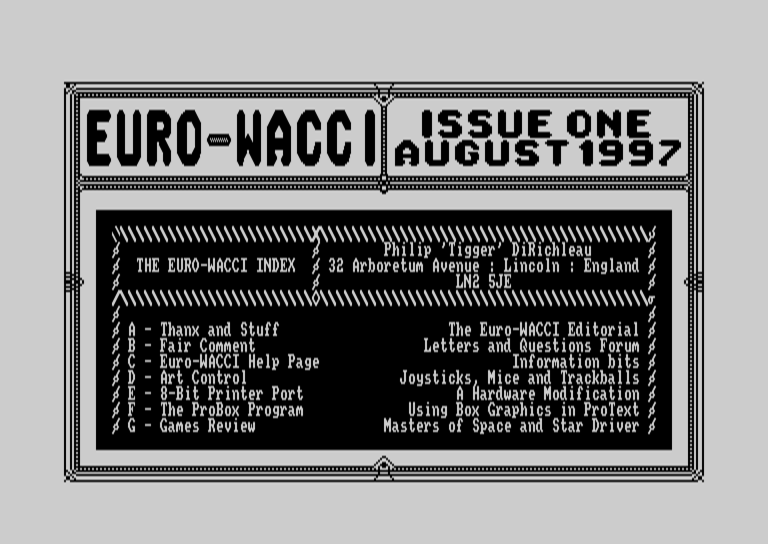 EURO-WACCI
ISSUE ONE
AUGUST 1997
THE EURO-WACCI INDEX
Philip 'Tigger' DiRichleau
32 Arboretum Avenue : Lincoln : England
LN2 5JE
A - Thanx and Stuff The Euro-WACCI Editorial
B - Fair Comment Letters and Questions Forum
C - Euro-WACCI Help Page Information bits
D - Art Control Joysticks, Mice and Trackballs
E - 8-Bit Printer Port A Hardware Modification
F - The ProBox Program Using Box Graphics in ProText
G - Games Review Masters of Space and Star Driver